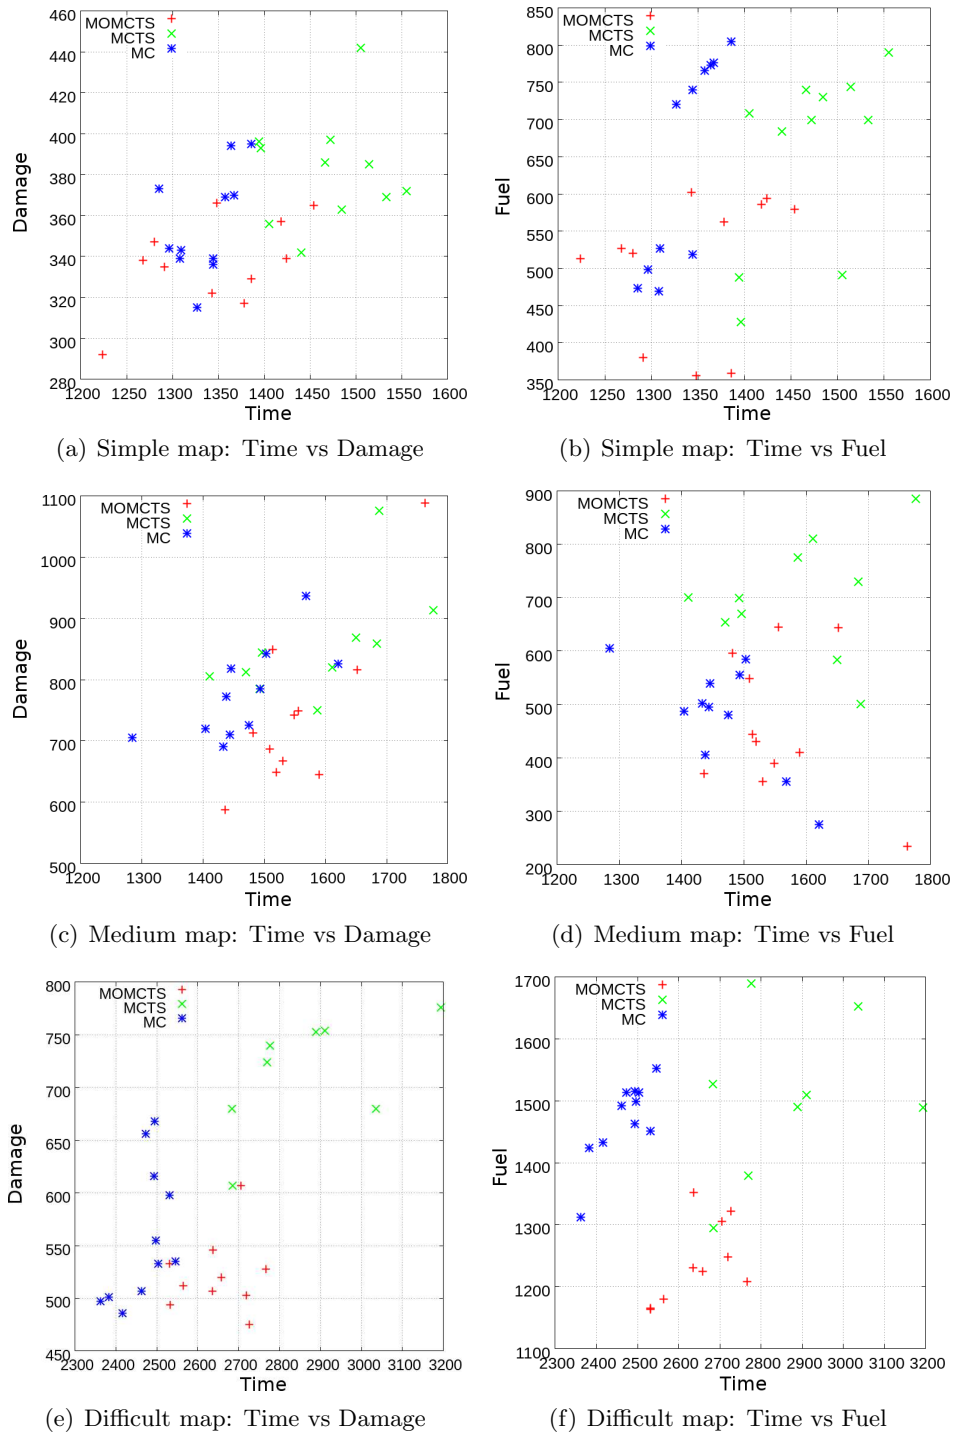 460
440
420
400
380
360
340
320
300
280
Damage
MOMCTS
MCTS
MC
1200 1250 1300 1350 1400 1450 1500 1550 1600
Time
(a) Simple map: Time vs Damage
850
800
750
700
650
600
550
500
450
400
350
Fuel
MOMCTS
MCTS
MC
1200 1250 1300 1350 1400 1450 1500 1550 1600
Time
(b) Simple map: Time vs Fuel
1100
1000
900
800
700
600
500
Damage
MOMCTS
MCTS
MC
1200 1300 1400 1500 1600 1700 1800
Time
(c) Medium map: Time vs Damage
900
800
700
600
500
400
300
200
Fuel
MOMCTS
MCTS
MC
1200 1300 1400 1500 1600 1700 1800
Time
(d) Medium map: Time vs Fuel
800
750
700
650
600
550
500
450
Damage
MOMCTS
MCTS
MC
2300 2400 2500 2600 2700 2800 2900 3000 3100 3200
Time
(e) Difficult map: Time vs Damage
1700
1600
1500
1400
1300
1200
1100
Fuel
MOMCTS
MCTS
MC
2300 2400 2500 2600 2700 2800 2900 3000 3100 3200
Time
(f) Difficult map: Time vs Fuel